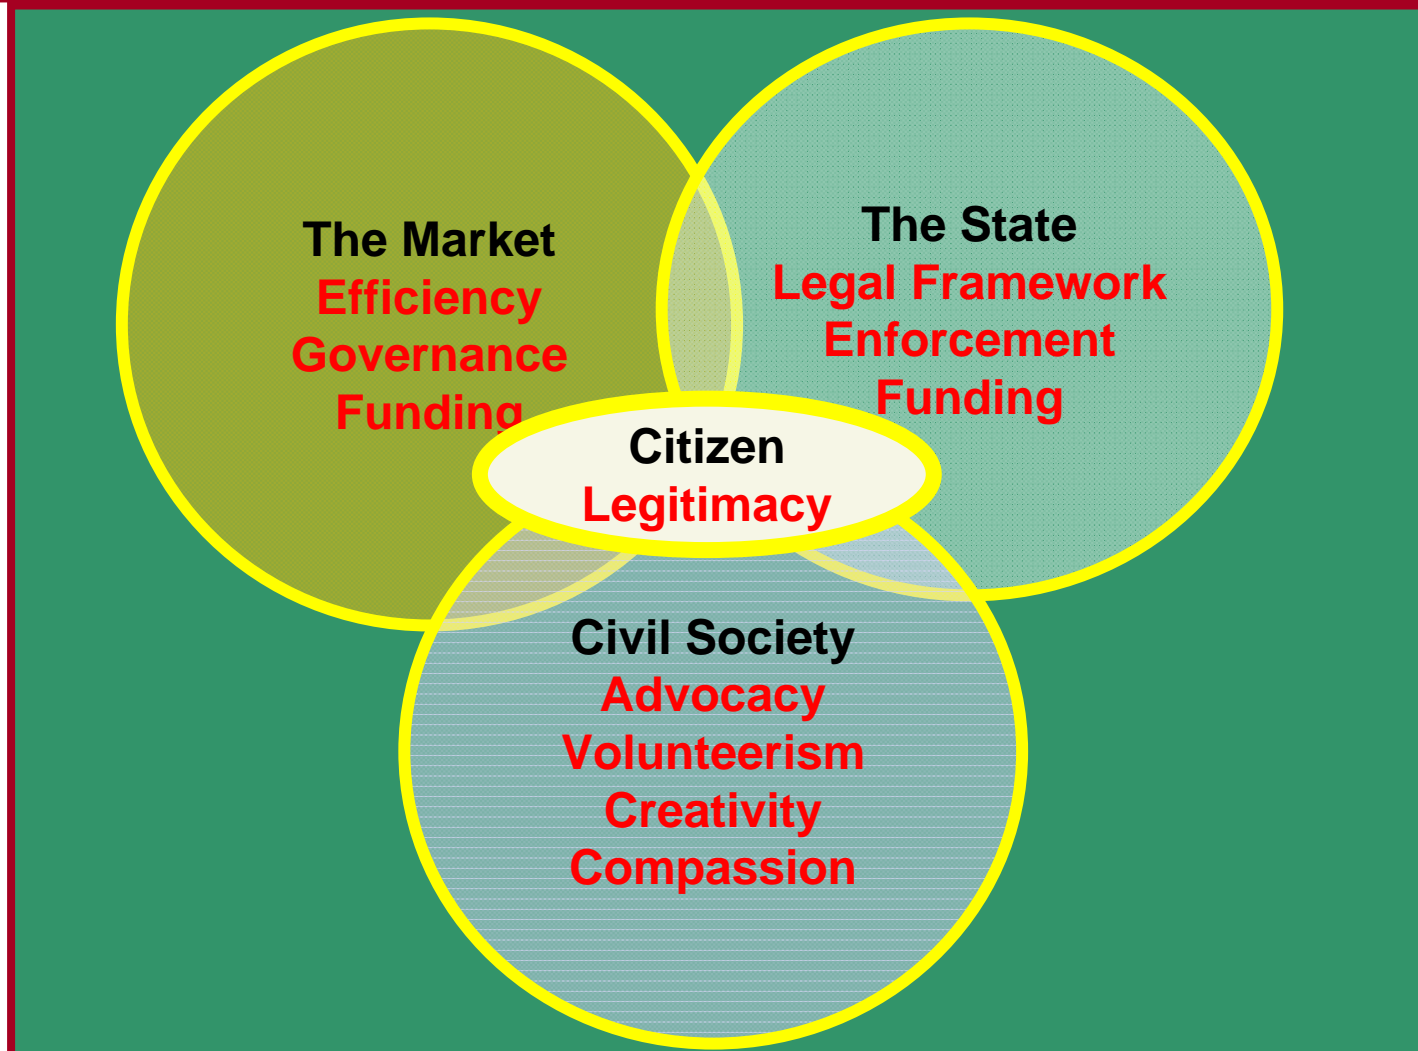 The Market
Efficiency
Governance
Funding
The State
Legal Framework
Enforcement
Funding
Citizen
Legitimacy
Civil Society
Advocacy
Volunteerism
Creativity
Compassion